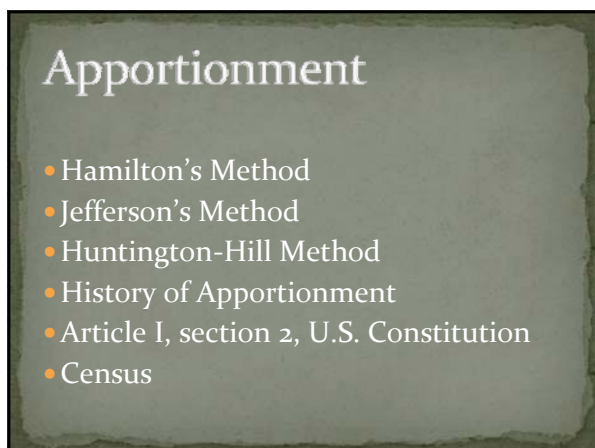 Apportionment
• Hamilton’s Method
• Jefferson’s Method
• Huntington-Hill Method
• History of Apportionment
• Article I, section 2, U.S. Constitution
• Census